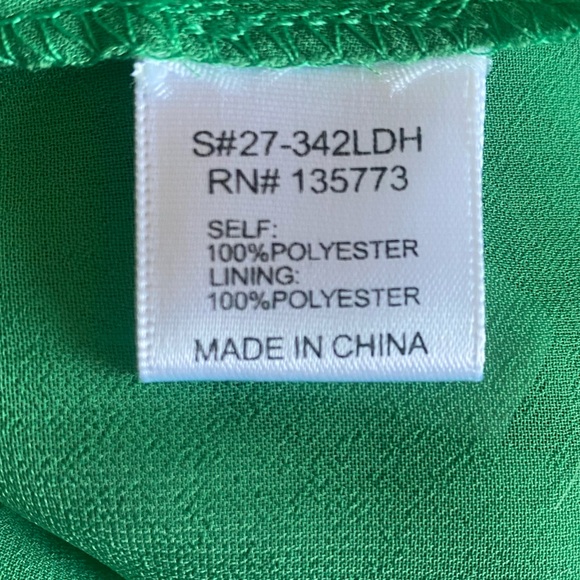 S#27-342LDH
RN# 135773
SELF:
100%POLYESTER
LINING:
100%POLYESTER
MADE IN CHINA